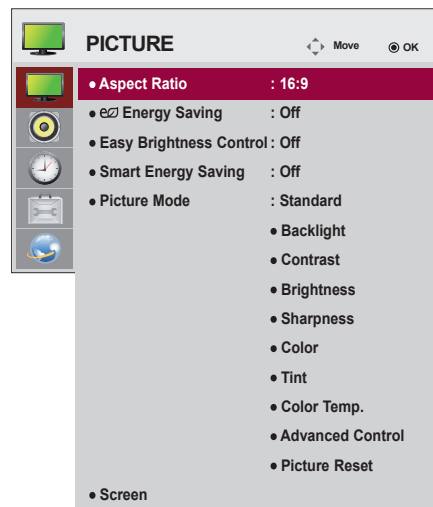 PICTURE Move OK
● Aspect Ratio : 16:9
● Energy Saving : Off
● Easy Brightness Control : Off
● Smart Energy Saving : Off
● Picture Mode : Standard
● Backlight
● Contrast
● Brightness
● Sharpness
● Color
● Tint
● Color Temp.
● Advanced Control
● Picture Reset
● Screen